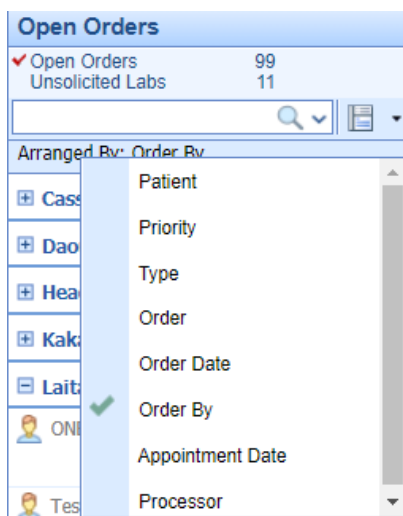 Open Orders
Open Orders 99
Unsolicited Labs 11
Arranged By: Order By
Patient
Priority
Type
Order
Order Date
Order By
Appointment Date
Processor